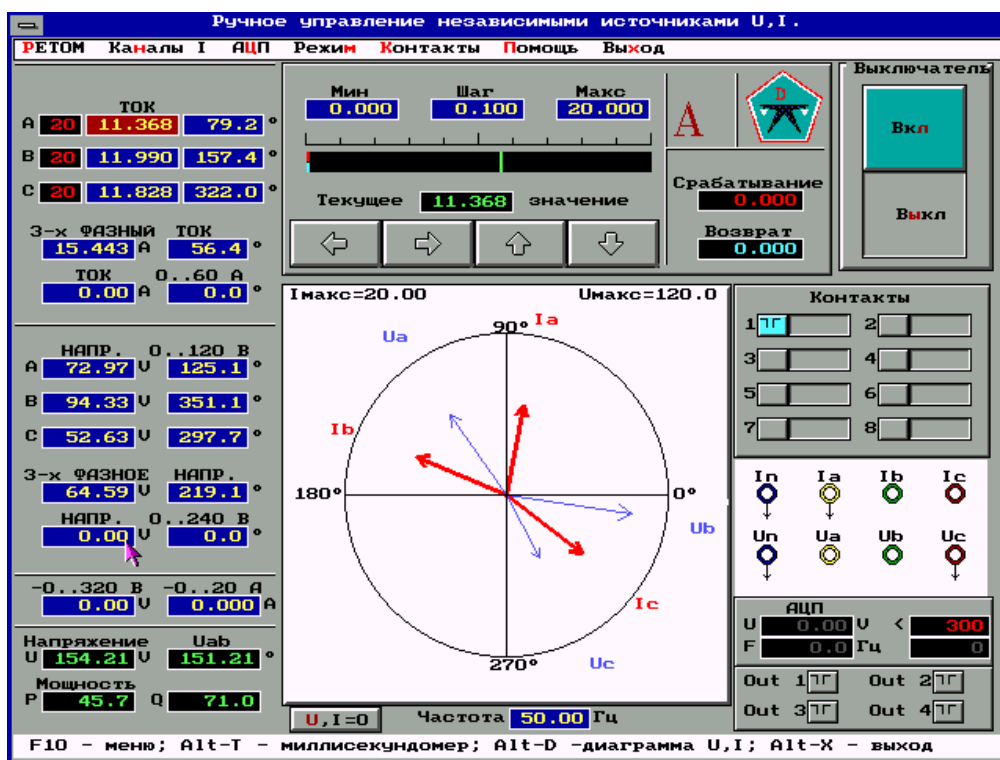 Ручное управление независимыми источниками U,I.
РЕТОМ Каналы I АЦП Режим Контакты Помощь Выход
ТОК
A 20 11.368 79.2 °
B 20 11.990 157.4 °
C 20 11.828 322.0 °
3-х ФАЗНЫЙ ТОК
15.443 A 56.4 °
ТОК 0..60 А
0.00 A 0.0 °
НАПР. 0..120 В
A 72.97 V 125.1 °
B 94.33 V 351.1 °
C 52.63 V 297.7 °
3-х ФАЗНОЕ НАПР.
64.59 V 219.1 °
НАПР. 0..240 В
0.00 V 0.0 °
-0..320 В -0..20 А
0.00 V 0.000 A
Напряжение Uab
U 154.21 V 151.21 °
Мощность
P 45.7 Q 71.0
Мин Шаг Макс
0.000 0.100 20.000
Текущее 11.368 значение
A
D
Срабатывание
0.000
Возврат
0.000
Выключатель
Вкл
Выкл
Iмакс=20.00 Uмакс=120.0
90°
Ua Ia
Ib
180° 0°
Ub
Ic
270° Uc
U,I=0 Частота 50.00 Гц
Контакты
1 2
3 4
5 6
7 8
In Ia Ib Ic
Un Ua Ub Uc
АЦП
U 0.00 V < 300
F 0.0 Гц 0
Out 1 Out 2
Out 3 Out 4
F10 - меню; Alt-T - миллисекундомер; Alt-D -диаграмма U,I; Alt-X - выход